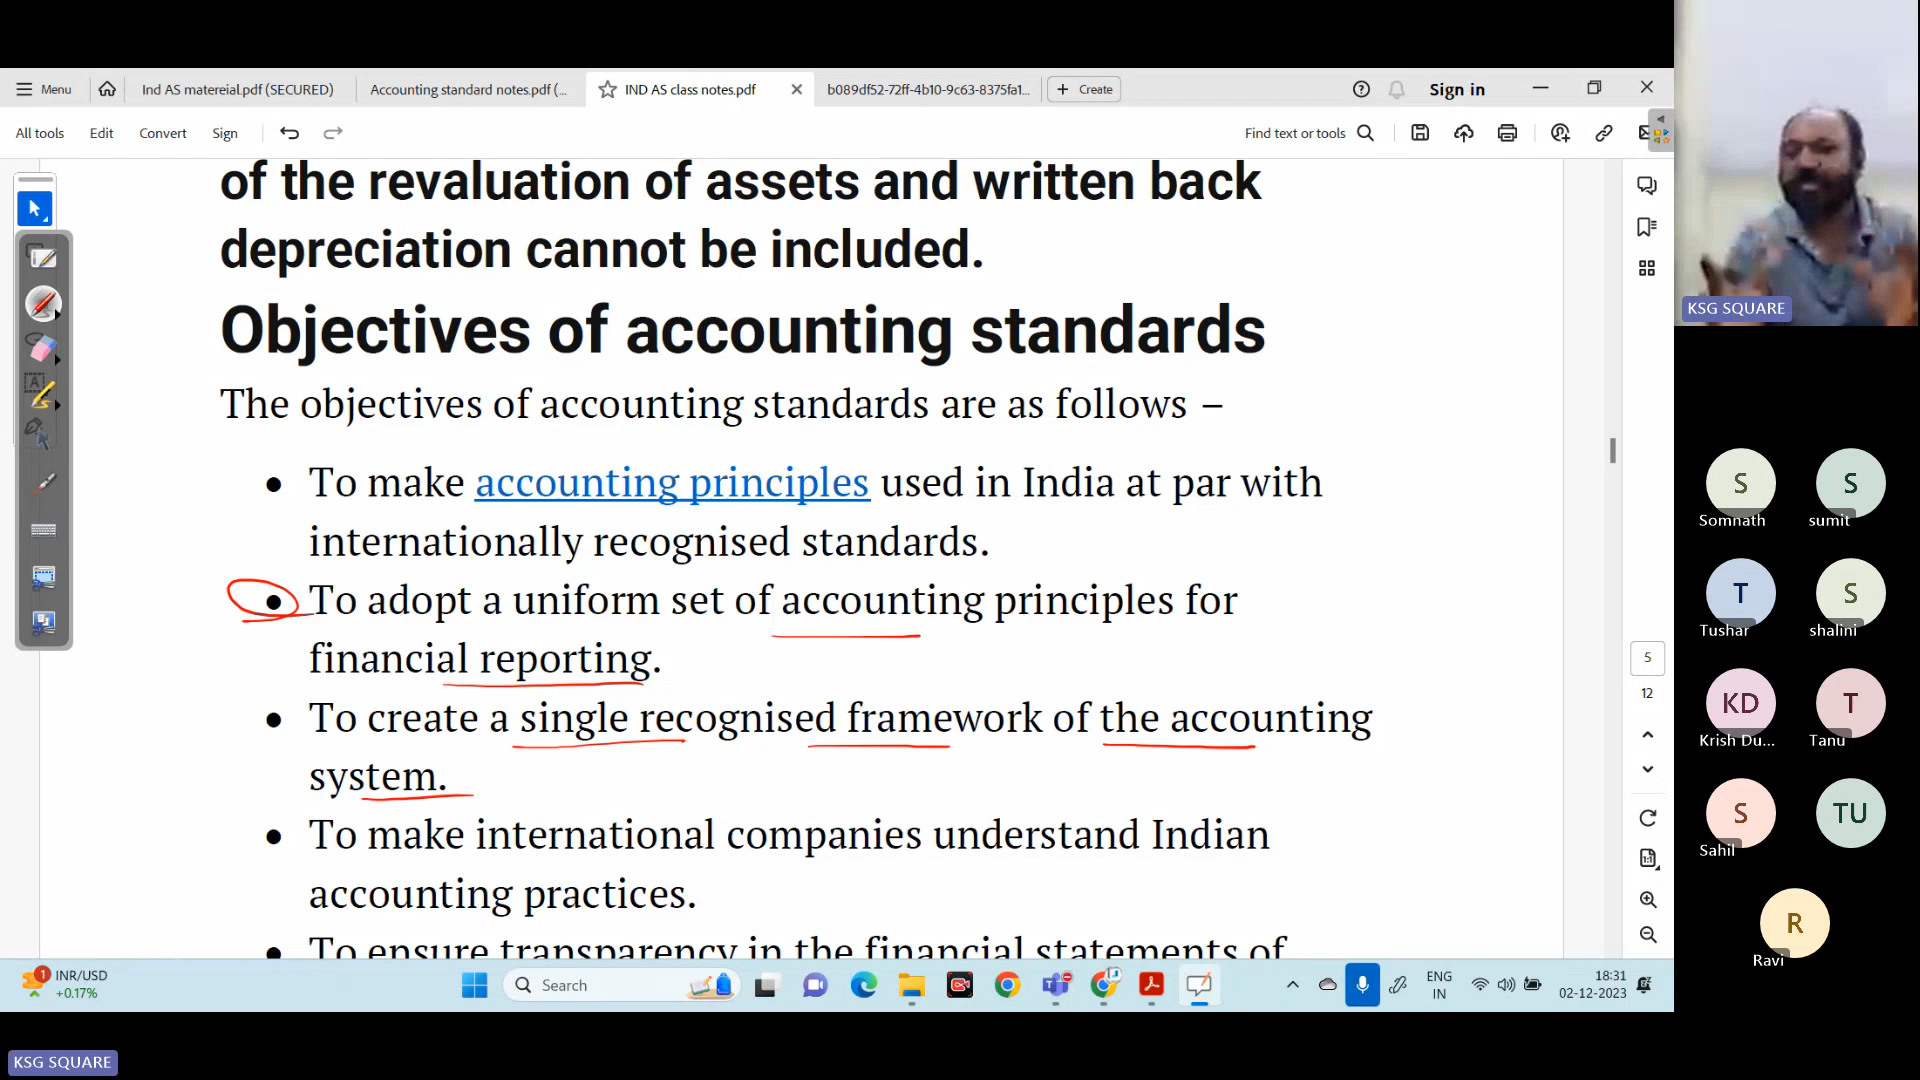 Menu
Ind AS matereial.pdf (SECURED)
Accounting standard notes.pdf (...
IND AS class notes.pdf
b089df52-72ff-4b10-9c63-8375fa1...
Create
Sign in
All tools
Edit
Convert
Sign
Find text or tools
of the revaluation of assets and written back
depreciation cannot be included.
Objectives of accounting standards
The objectives of accounting standards are as follows –
• To make accounting principles used in India at par with
internationally recognised standards.
• To adopt a uniform set of accounting principles for
financial reporting.
• To create a single recognised framework of the accounting
system.
• To make international companies understand Indian
accounting practices.
• To ensure transparency in the financial statements of
5
12
KSG SQUARE
S
Somnath
S
sumit
T
Tushar
S
shalini
KD
Krish Du...
T
Tanu
S
Sahil
TU
R
Ravi
1
INR/USD
+0.17%
Search
ENG
IN
18:31
02-12-2023
KSG SQUARE